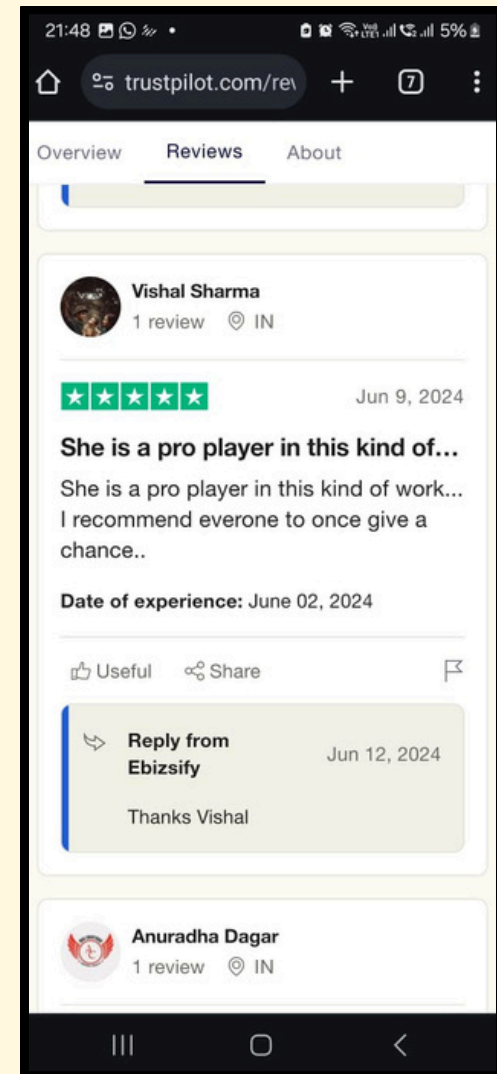 21:48
5%
trustpilot.com/re
7
Overview Reviews About
Vishal Sharma
1 review IN
Jun 9, 2024
She is a pro player in this kind of...
She is a pro player in this kind of work...
I recommend everone to once give a
chance..
Date of experience: June 02, 2024
Useful Share
Reply from
Ebizsify
Jun 12, 2024
Thanks Vishal
Anuradha Dagar
1 review IN